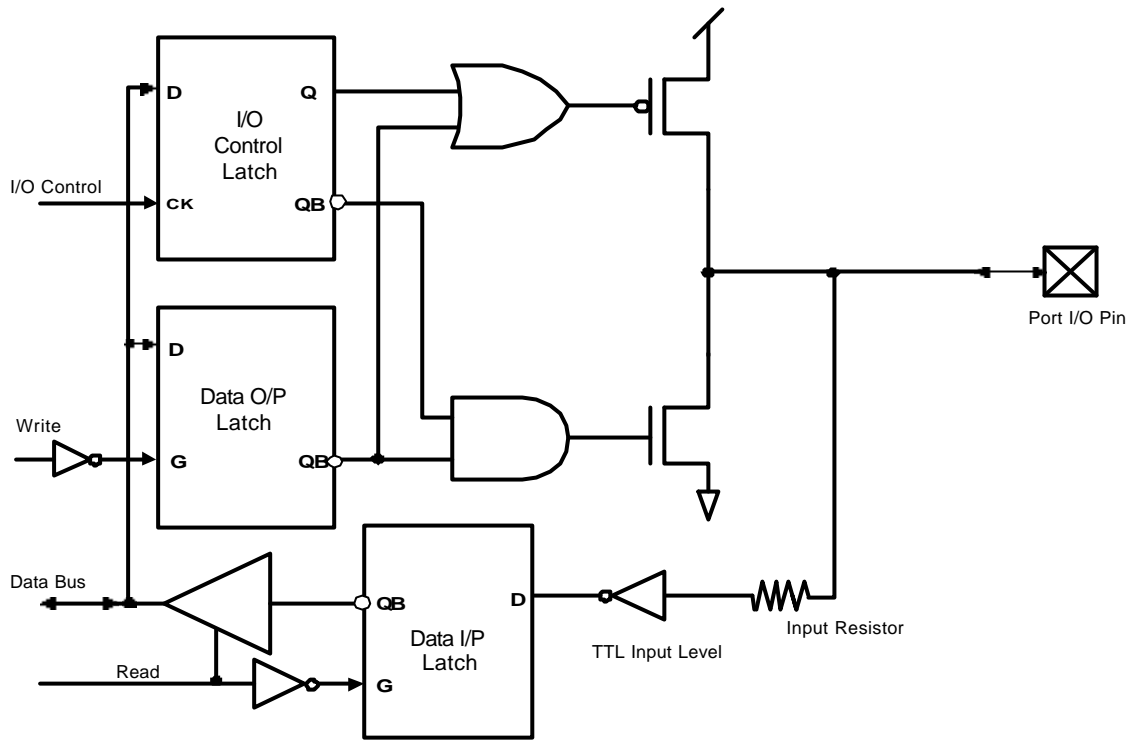 D
Q
I/O
Control
Latch
I/O Control
CK
QB
Port I/O Pin
D
Data O/P
Latch
Write
G
QB
Data Bus
QB
D
Data I/P
Latch
TTL Input Level
Input Resistor
Read
G